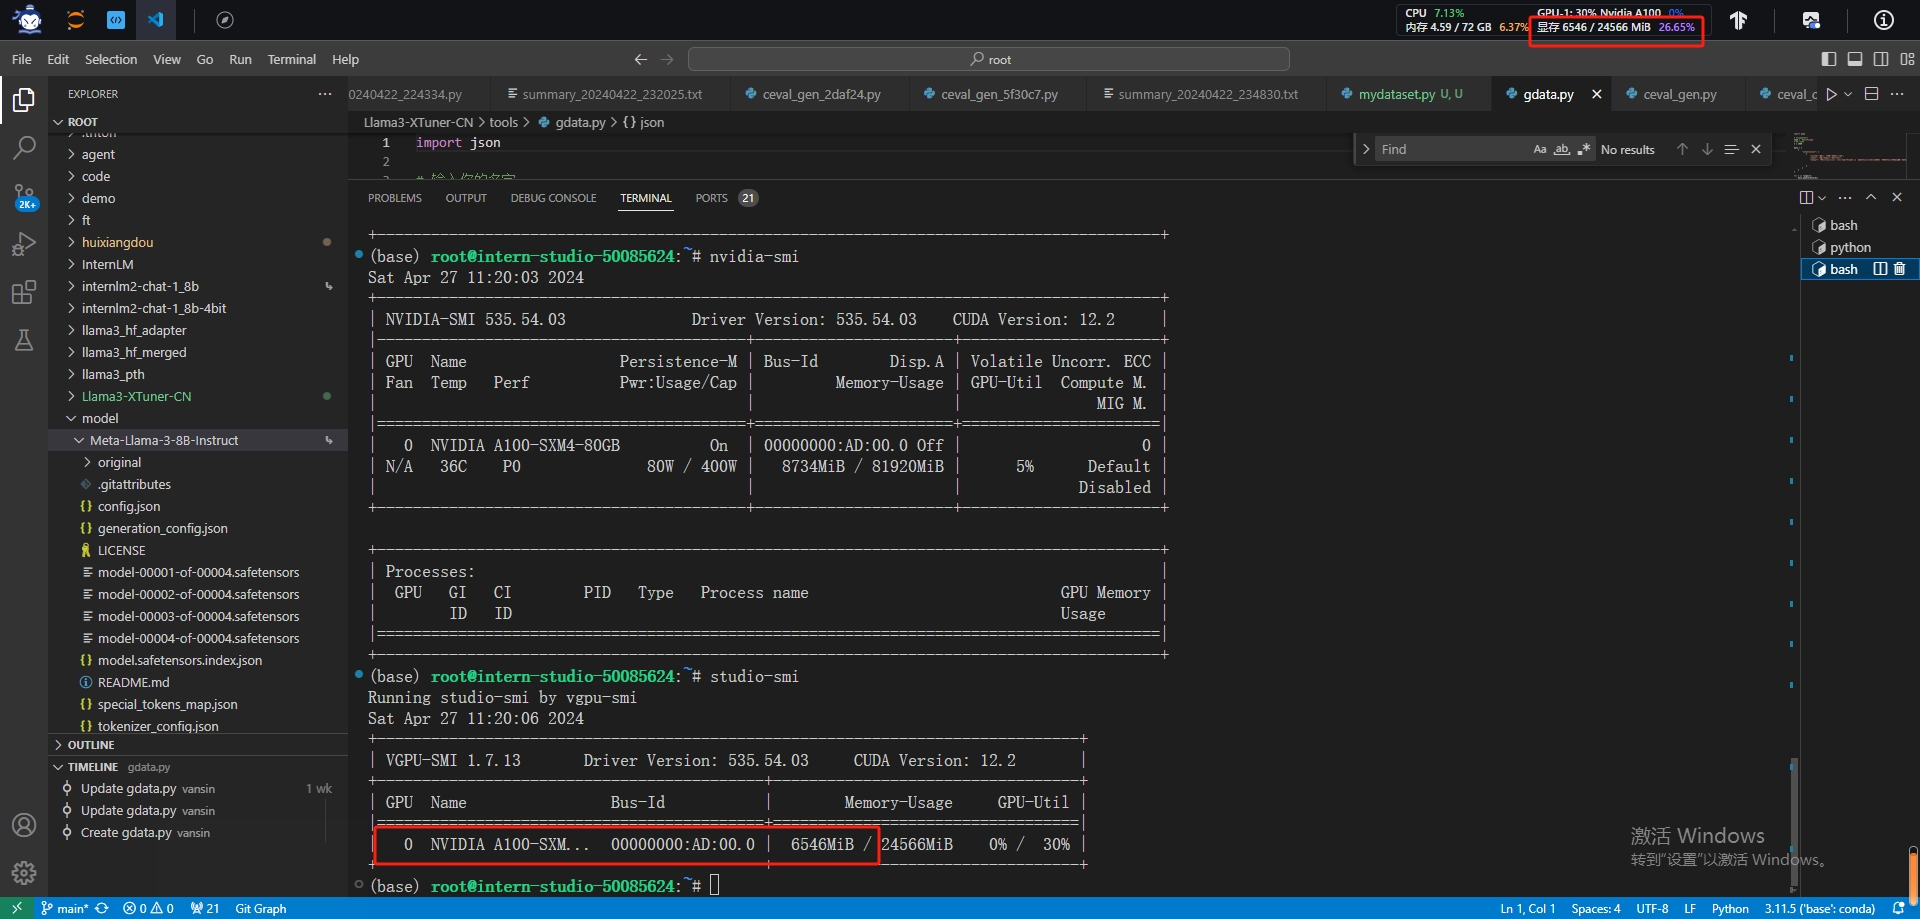 CPU 7.13%
GPU-1: 30% Nvidia A100 0%
内存 4.59 / 72 GB 6.37%
显存 6546 / 24566 MiB 26.65%
File Edit Selection View Go Run Terminal Help
root
EXPLORER
0240422_224334.py
summary_20240422_232025.txt
ceval_gen_2daf24.py
ceval_gen_5f30c7.py
summary_20240422_234830.txt
mydataset.py U, U
gdata.py
ceval_gen.py
ceval_c
ROOT
Llama3-XTuner-CN > tools > gdata.py > {} json
1 import json
2
Find Aa ab No results
.triton
agent
code
demo
ft
huixiangdou
InternLM
internlm2-chat-1_8b
internlm2-chat-1_8b-4bit
llama3_hf_adapter
llama3_hf_merged
llama3_pth
Llama3-XTuner-CN
model
Meta-Llama-3-8B-Instruct
original
.gitattributes
config.json
generation_config.json
LICENSE
model-00001-of-00004.safetensors
model-00002-of-00004.safetensors
model-00003-of-00004.safetensors
model-00004-of-00004.safetensors
model.safetensors.index.json
README.md
special_tokens_map.json
tokenizer_config.json
2K+
OUTLINE
TIMELINE gdata.py
Update gdata.py vansin 1 wk
Update gdata.py vansin
Create gdata.py vansin
PROBLEMS OUTPUT DEBUG CONSOLE TERMINAL PORTS 21
(base) root@intern-studio-50085624:~# nvidia-smi
Sat Apr 27 11:20:03 2024
NVIDIA-SMI 535.54.03 Driver Version: 535.54.03 CUDA Version: 12.2
GPU Name Persistence-M | Bus-Id Disp.A | Volatile Uncorr. ECC
Fan Temp Perf Pwr:Usage/Cap | Memory-Usage | GPU-Util Compute M.
MIG M.
0 NVIDIA A100-SXM4-80GB On | 00000000:AD:00.0 Off | 0
N/A 36C P0 80W / 400W | 8734MiB / 81920MiB | 5% Default
Disabled
Processes:
GPU GI CI PID Type Process name GPU Memory
ID ID Usage
(base) root@intern-studio-50085624:~# studio-smi
Running studio-smi by vgpu-smi
Sat Apr 27 11:20:06 2024
VGPU-SMI 1.7.13 Driver Version: 535.54.03 CUDA Version: 12.2
GPU Name Bus-Id | Memory-Usage GPU-Util
0 NVIDIA A100-SXM... 00000000:AD:00.0 | 6546MiB / 24566MiB 0% / 30%
(base) root@intern-studio-50085624:~#
bash
python
bash
激活 Windows
转到"设置"以激活 Windows。
main* 0 0 21 Git Graph
Ln 1, Col 1 Spaces: 4 UTF-8 LF Python 3.11.5 ('base': conda)